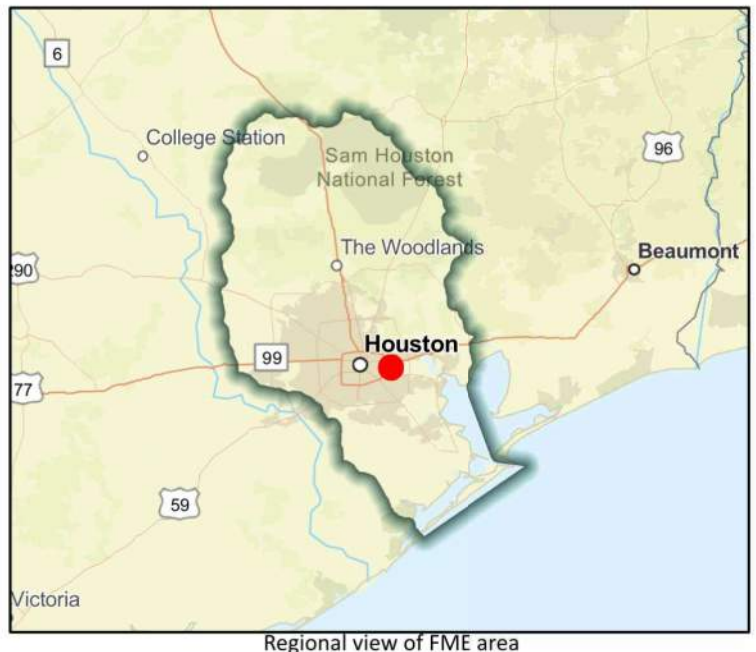 6
College Station
Sam Houston
National Forest
96
The Woodlands
Beaumont
290
Houston
99
77
59
Victoria
Regional view of FME area